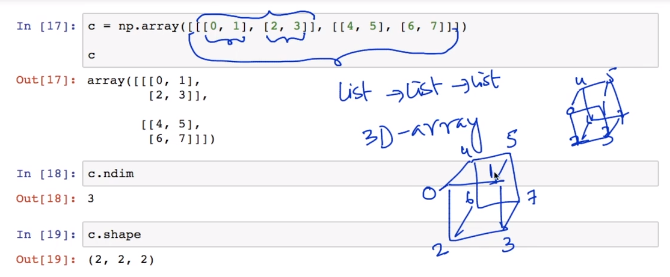 In [17]: c = np.array([[[0, 1], [2, 3]], [[4, 5], [6, 7]]])
c
Out[17]: array([[[0, 1],
[2, 3]],
[[4, 5],
[6, 7]]])
List → List → List
3D-array
In [18]: c.ndim
Out[18]: 3
In [19]: c.shape
Out[19]: (2, 2, 2)
4 5
0 1
6 7
2 3
4 5